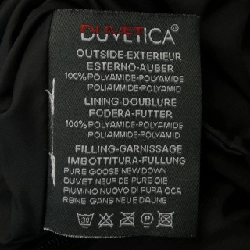 DUVETICA
OUTSIDE-EXTERIEUR
ESTERNO-AUßER
100% POLYAMIDE-POLYAMIDE
POLIAMMIDE-POLYAMID
LINING-DOUBLURE
FODERA-FUTTER
100% POLYAMIDE-POLYAMIDE
POLIAMMIDE-POLYAMID
FILLING-GARNISSAGE
IMBOTTITURA-FULLUNG
PURE GOOSE NEW DOWN
DUVET NEUF DE PURE OIE
PIUMINO NUOVO D'PURA OCA
REINE GANS NEUE DAUNE